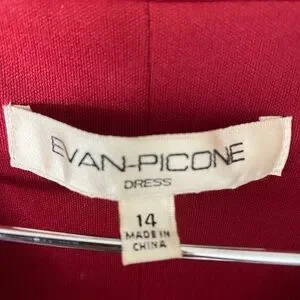 EVAN-PICONE
DRESS
14
MADE IN
CHINA